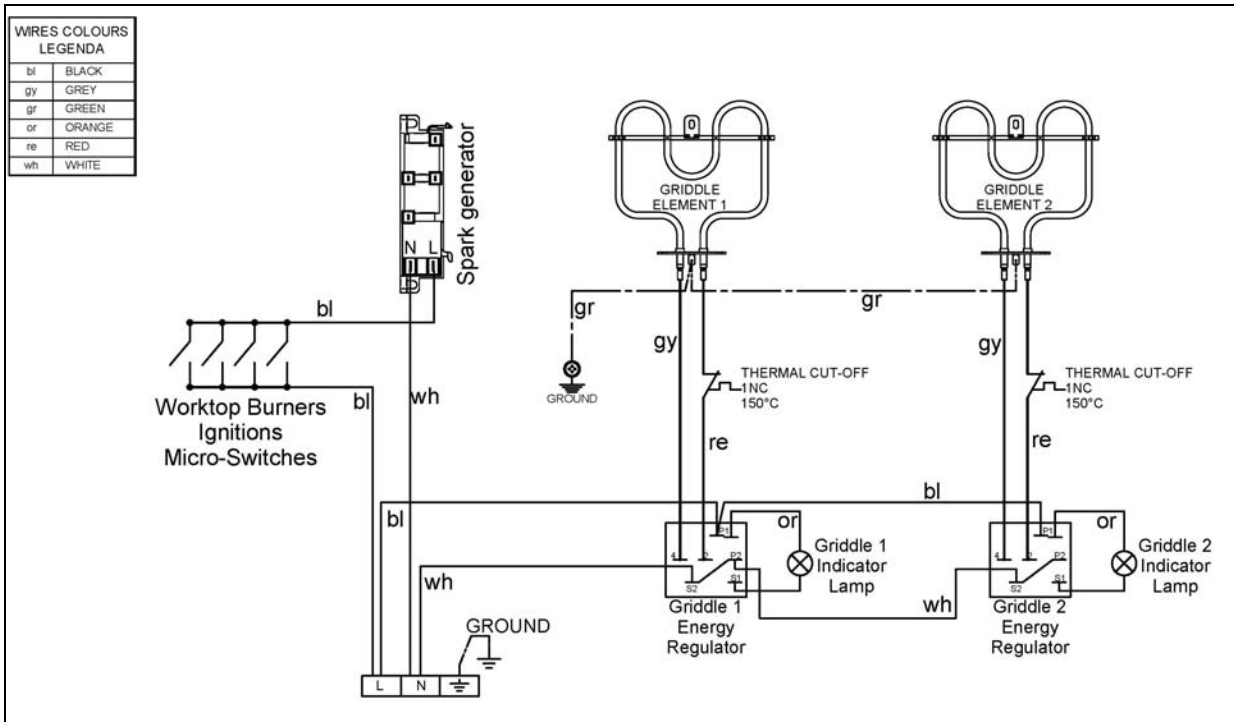 WIRES COLOURS
LEGENDA
bl BLACK
gy GREY
gr GREEN
or ORANGE
re RED
wh WHITE
Spark generator
N L
GRIDDLE
ELEMENT 1
GRIDDLE
ELEMENT 2
bl
gr
gr
gy
gy
GROUND
THERMAL CUT-OFF
1NC
150°C
THERMAL CUT-OFF
1NC
150°C
bl
wh
Worktop Burners
Ignitions
Micro-Switches
re
re
bl
bl
or
or
P1
P1
4 2 P2
S2 S1
4 2 P2
S2 S1
Griddle 1
Indicator
Lamp
Griddle 2
Indicator
Lamp
wh
wh
Griddle 1
Energy
Regulator
Griddle 2
Energy
Regulator
GROUND
L N